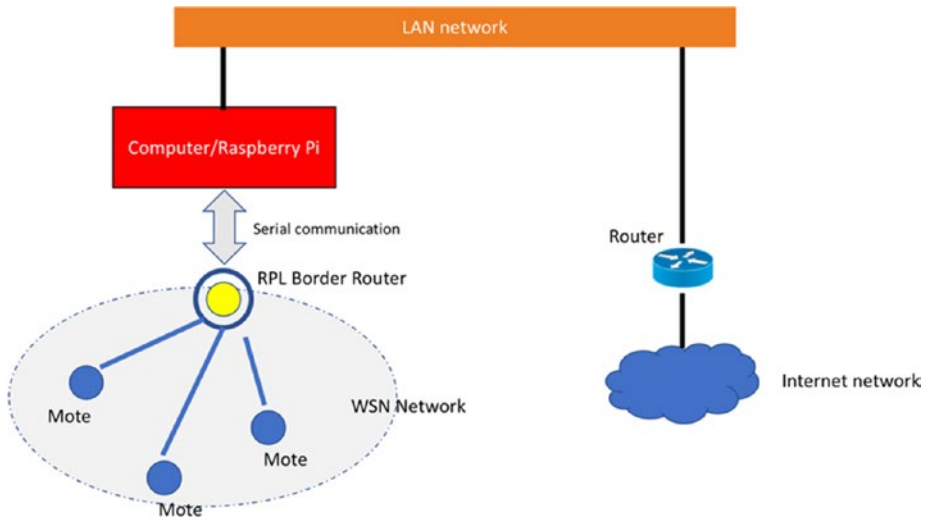 LAN network
Computer/Raspberry Pi
Serial communication
Router
RPL Border Router
Internet network
Mote
WSN Network
Mote
Mote